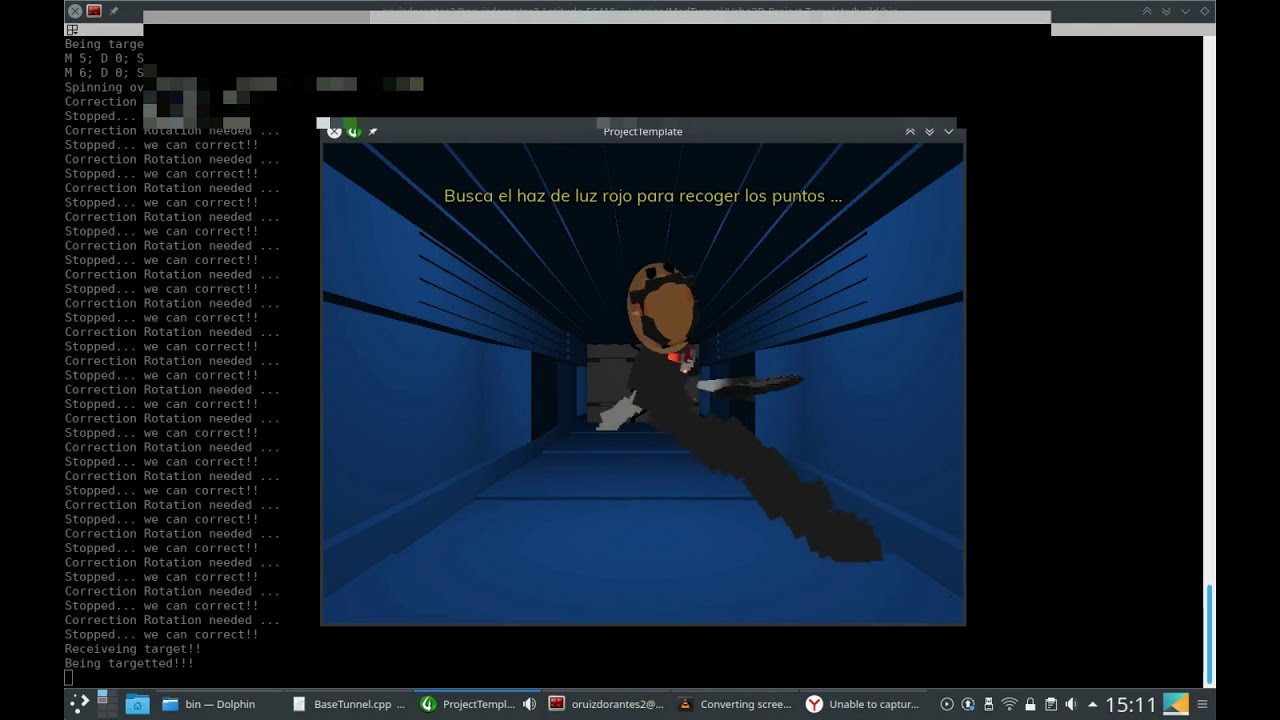 Being targe
M 5; D 0; S
M 6; D 0; S
Spinning ov
Correction
Stopped...
Correction Rotation needed ...
Stopped... we can correct!!
Correction Rotation needed ...
Stopped... we can correct!!
Correction Rotation needed ...
Stopped... we can correct!!
Correction Rotation needed ...
Stopped... we can correct!!
Correction Rotation needed ...
Stopped... we can correct!!
Correction Rotation needed ...
Stopped... we can correct!!
Correction Rotation needed ...
Stopped... we can correct!!
Correction Rotation needed ...
Stopped... we can correct!!
Correction Rotation needed ...
Stopped... we can correct!!
Correction Rotation needed ...
Stopped... we can correct!!
Correction Rotation needed ...
Stopped... we can correct!!
Correction Rotation needed ...
Stopped... we can correct!!
Correction Rotation needed ...
Stopped... we can correct!!
Correction Rotation needed ...
Stopped... we can correct!!
Correction Rotation needed ...
Stopped... we can correct!!
Correction Rotation needed ...
Stopped... we can correct!!
Correction Rotation needed ...
Stopped... we can correct!!
Correction Rotation needed ...
Stopped... we can correct!!
Receiveing target!!
Being targetted!!!
ProjectTemplate
Busca el haz de luz rojo para recoger los puntos ...
bin — Dolphin
BaseTunnel.cpp ...
ProjectTempl...
oruizdorantes2@...
Converting scree...
Unable to captur...
15:11